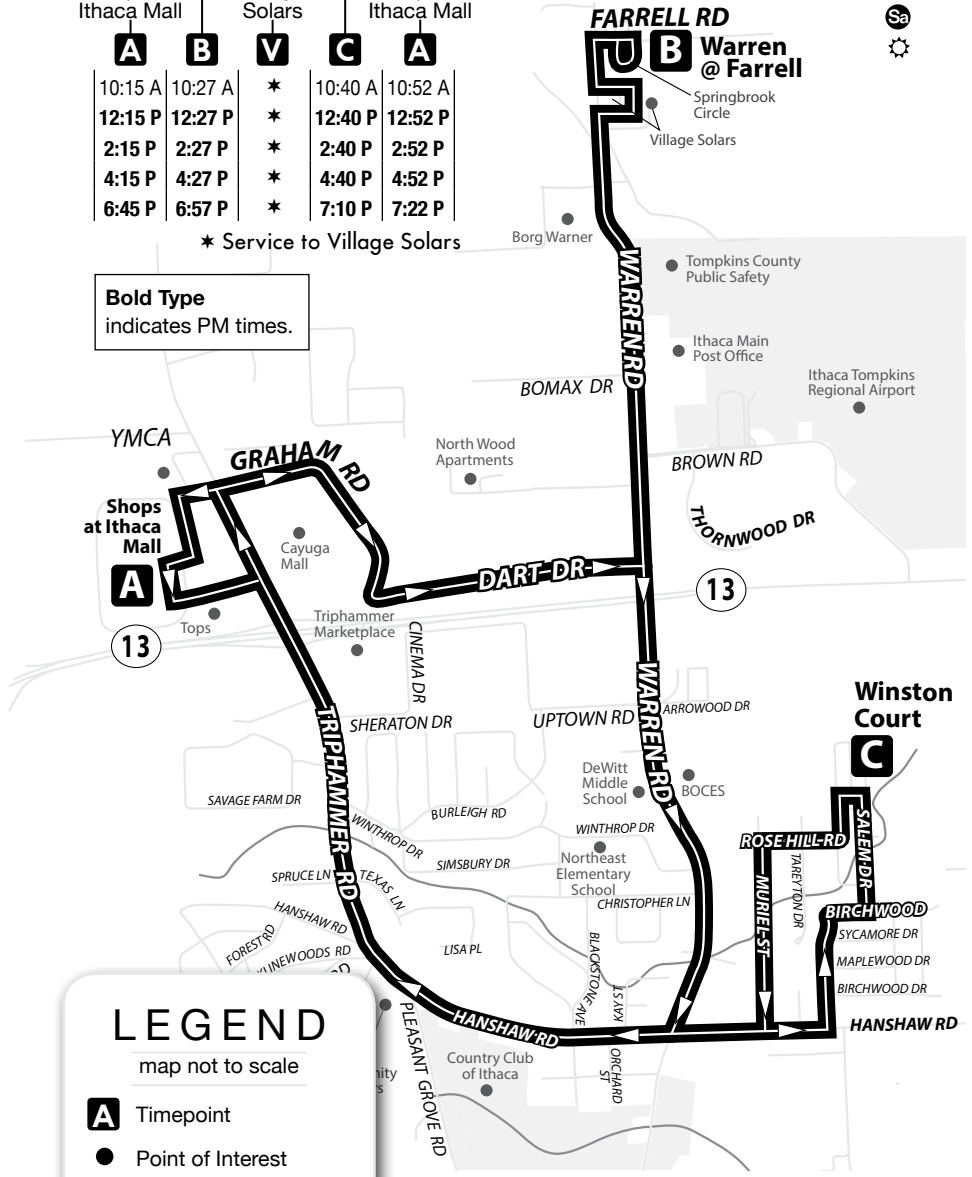 Ithaca Mall
Solars
Ithaca Mall
A B V C A
10:15 A 10:27 A ✶ 10:40 A 10:52 A
12:15 P 12:27 P ✶ 12:40 P 12:52 P
2:15 P 2:27 P ✶ 2:40 P 2:52 P
4:15 P 4:27 P ✶ 4:40 P 4:52 P
6:45 P 6:57 P ✶ 7:10 P 7:22 P
✶ Service to Village Solars
Bold Type
indicates PM times.
Sa
FARRELL RD
B
Warren
@ Farrell
Springbrook
Circle
Village Solars
Borg Warner
WARREN RD
Tompkins County
Public Safety
Ithaca Main
Post Office
Ithaca Tompkins
Regional Airport
BOMAX DR
YMCA
GRAHAM RD
North Wood
Apartments
BROWN RD
THORNWOOD DR
Shops
at Ithaca
Mall
A
Cayuga
Mall
DART DR
13
13
Tops
Triphammer
Marketplace
CINEMA DR
TRIPHAMMER RD
SHERATON DR
UPTOWN RD
WARREN RD
ARROWOOD DR
Winston
Court
C
DeWitt
Middle
School
BOCES
SAVAGE FARM DR
BURLEIGH RD
WINTHROP DR
WINTHROP DR
SIMSBURY DR
Northeast
Elementary
School
ROSE HILL RD
SALEM DR
TAREYTON DR
MURIEL ST
SPRUCE LN
TEXAS LN
CHRISTOPHER LN
BIRCHWOOD
HANSHAW RD
SYCAMORE DR
FOREST RD
KLINEWOODS RD
RD
LISA PL
BLACKSTONE AVE
KAY ST
MAPLEWOOD DR
BIRCHWOOD DR
HANSHAW RD
HANSHAW RD
PLEASANT GROVE RD
Country Club
of Ithaca
ORCHARD
ST
nity
rs
LEGEND
map not to scale
A Timepoint
Point of Interest